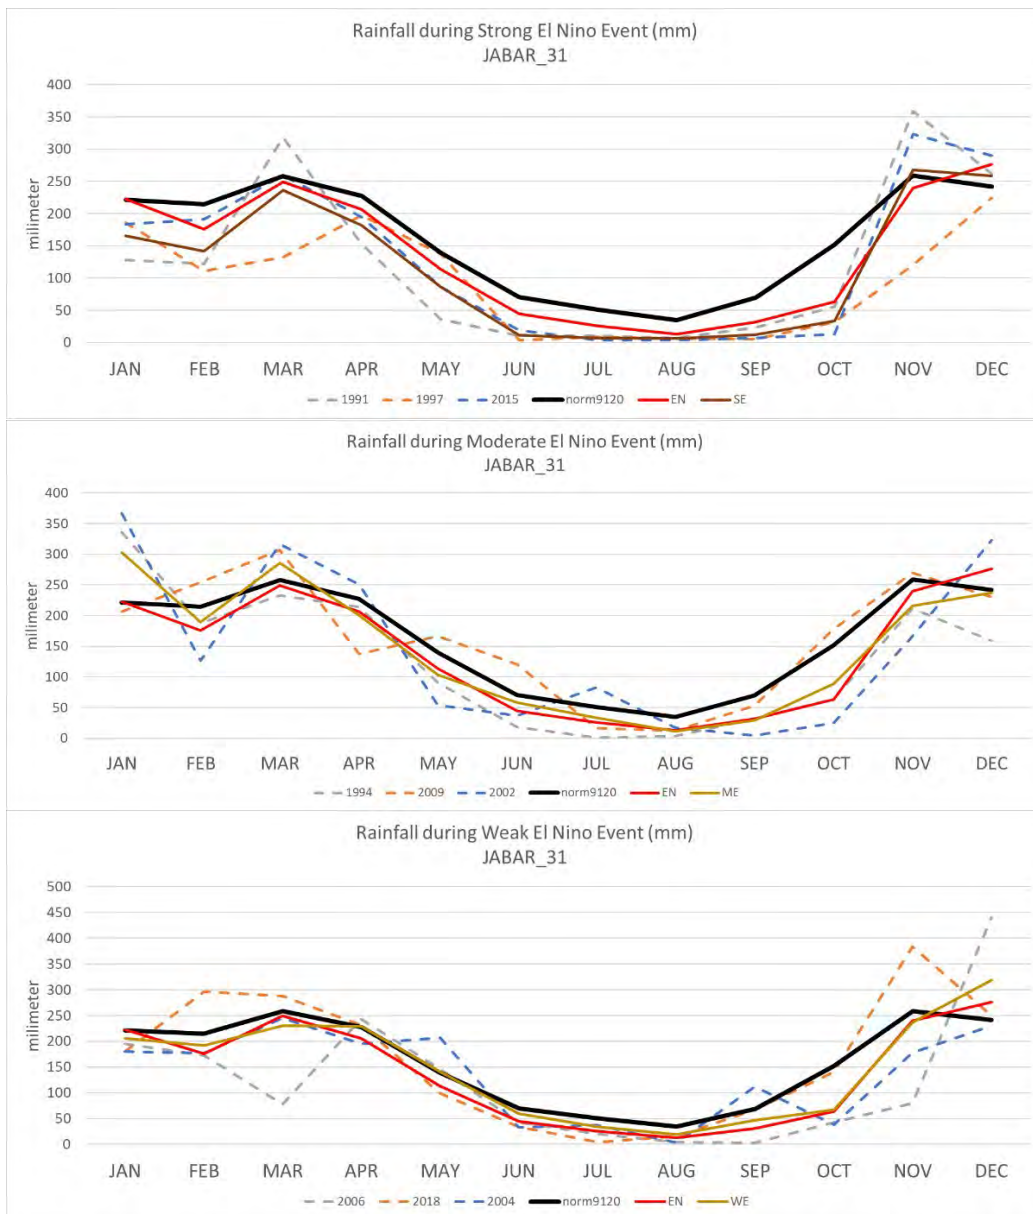 Rainfall during Strong El Nino Event (mm)
JABAR_31
400
350
300
250
200
150
100
50
0
milimeter
JAN FEB MAR APR MAY JUN JUL AUG SEP OCT NOV DEC
1991 1997 2015 norm9120 EN SE
Rainfall during Moderate El Nino Event (mm)
JABAR_31
400
350
300
250
200
150
100
50
0
JAN FEB MAR APR MAY JUN JUL AUG SEP OCT NOV DEC
1994 2009 2002 norm9120 EN ME
Rainfall during Weak El Nino Event (mm)
JABAR_31
500
450
400
350
300
250
200
150
100
50
0
milimeter
JAN FEB MAR APR MAY JUN JUL AUG SEP OCT NOV DEC
2006 2018 2004 norm9120 EN WE